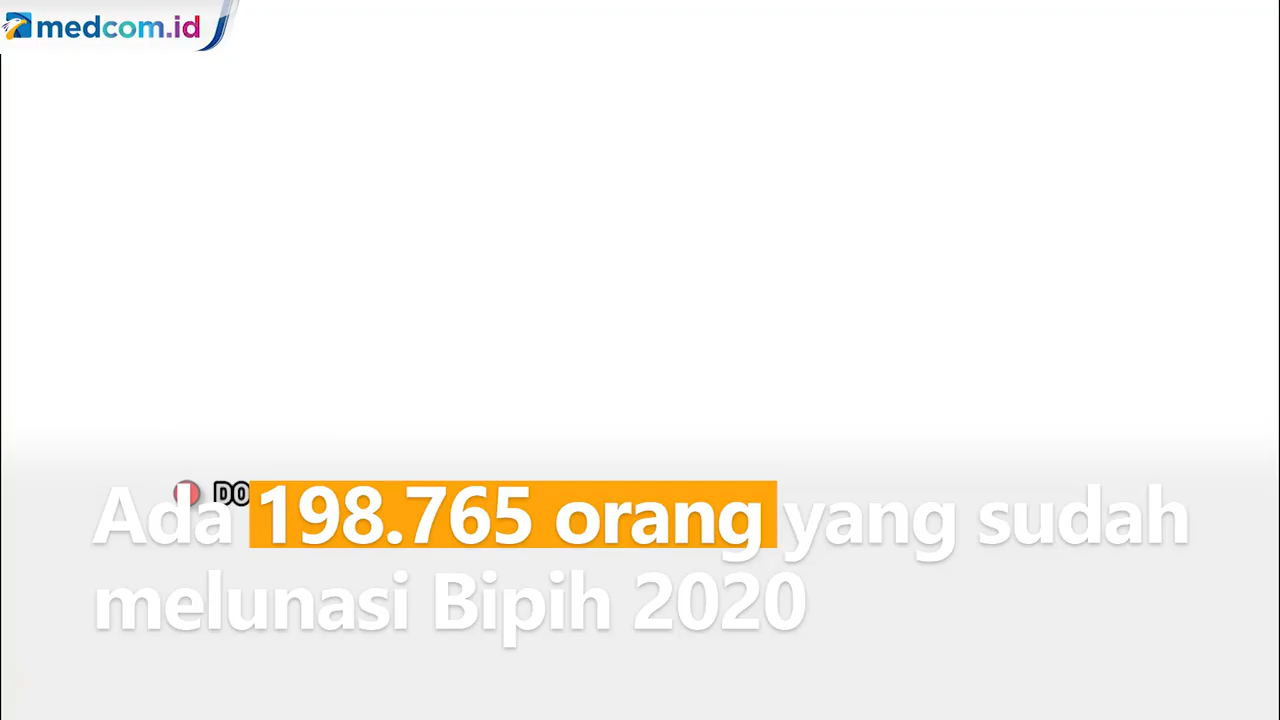 medcom.id
Ada 198.765 orang yang sudah
melunasi Bipih 2020